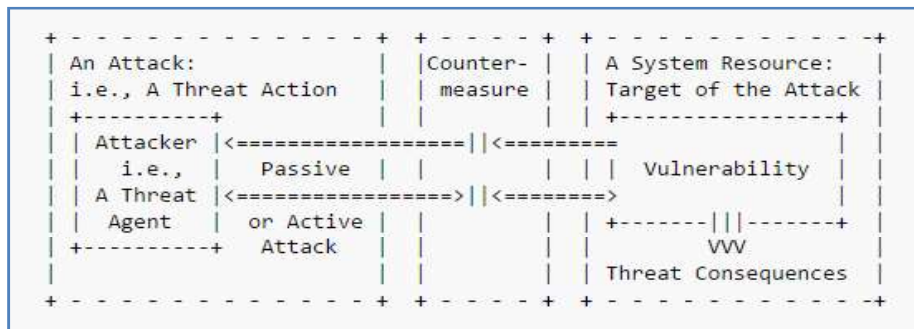 + - - - - - - - - - - - - - + + - - - - + + - - - - - - - - - - -+
| An Attack: | |Counter- | | A System Resource: |
| i.e., A Threat Action | | measure | | Target of the Attack |
| +----------+ | | | | +-----------------+ |
| | Attacker |<==================||<========= | |
| | i.e., | Passive | | | | | Vulnerability | |
| | A Threat |<=================>||<========> | |
| | Agent | or Active | | | | +-------|||-------+ |
| +----------+ Attack | | | | VVV |
| | | | | Threat Consequences |
+ - - - - - - - - - - - - - + + - - - - + + - - - - - - - - - - -+